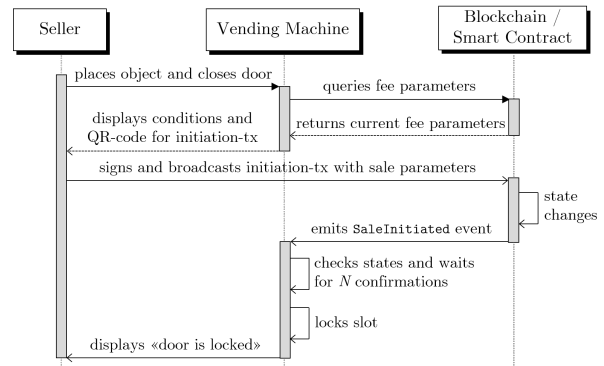 Seller
Vending Machine
Blockchain /
Smart Contract
places object and closes door
queries fee parameters
displays conditions and
QR-code for initiation-tx
returns current fee parameters
signs and broadcasts initiation-tx with sale parameters
state
changes
emits SaleInitiated event
checks states and waits
for N confirmations
locks slot
displays «door is locked»